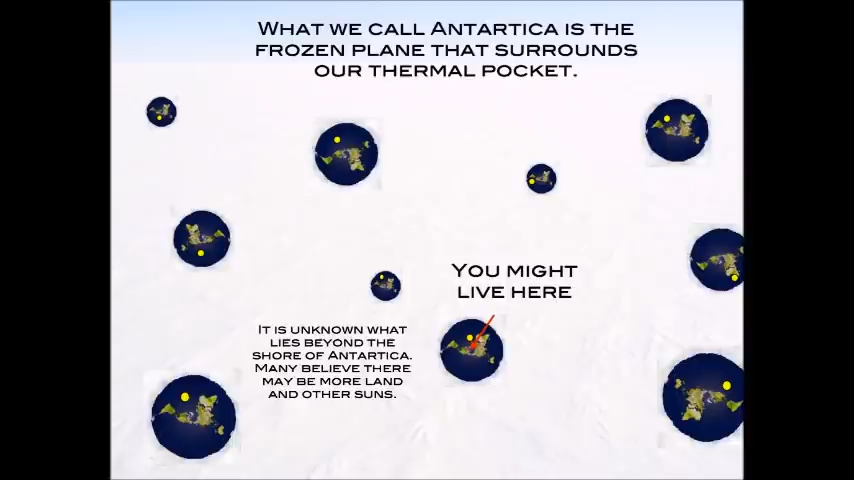 What we call Antartica is the
frozen plane that surrounds
our thermal pocket.
You might
live here
It is unknown what
lies beyond the
shore of Antartica.
Many believe there
may be more land
and other suns.